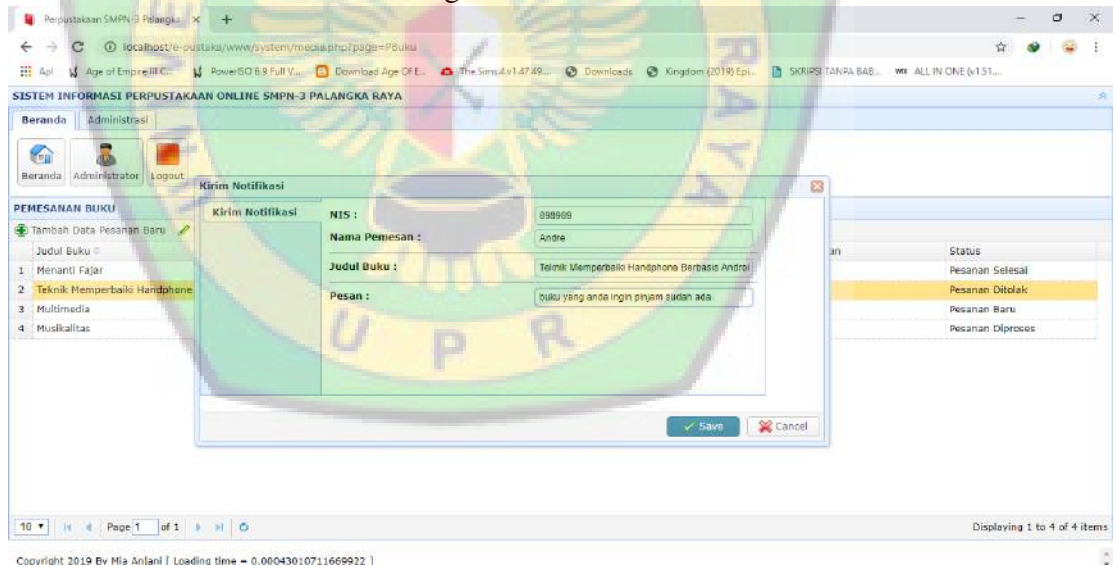 Perpustakaan SMPN-3 Palangka
localhost/e-pustaka/www/system/media.php?page=PBuku
Apl Age of Empire III C... PowerISO 6.9 Full V... Download Age Of E... The.Sims.4.v1.47.49... Downloads Kingdom (2019) Epi... SKRIPSI TANPA BAB... ALL IN ONE (v1.51...
SISTEM INFORMASI PERPUSTAKAAN ONLINE SMPN-3 PALANGKA RAYA
Beranda Administrasi
Beranda Administrator Logout
Kirim Notifikasi
PEMESANAN BUKU
Kirim Notifikasi
NIS : 898989
Tambah Data Pesanan Baru
Nama Pemesan : Andre
Judul Buku an Status
Judul Buku : Teknik Memperbaiki Handphone Berbasis Androi
1 Menanti Fajar Pesanan Selesai
2 Teknik Memperbaiki Handphone Pesanan Ditolak
Pesan : buku yang anda ingin pinjam sudah ada
3 Multimedia Pesanan Baru
4 Musikalitas Pesanan Diproses
UPR
RAYA
Save Cancel
10 Page 1 of 1 Displaying 1 to 4 of 4 items
Copyright 2019 By Mia Anjani [ Loading time = 0.00043010711669922 ]